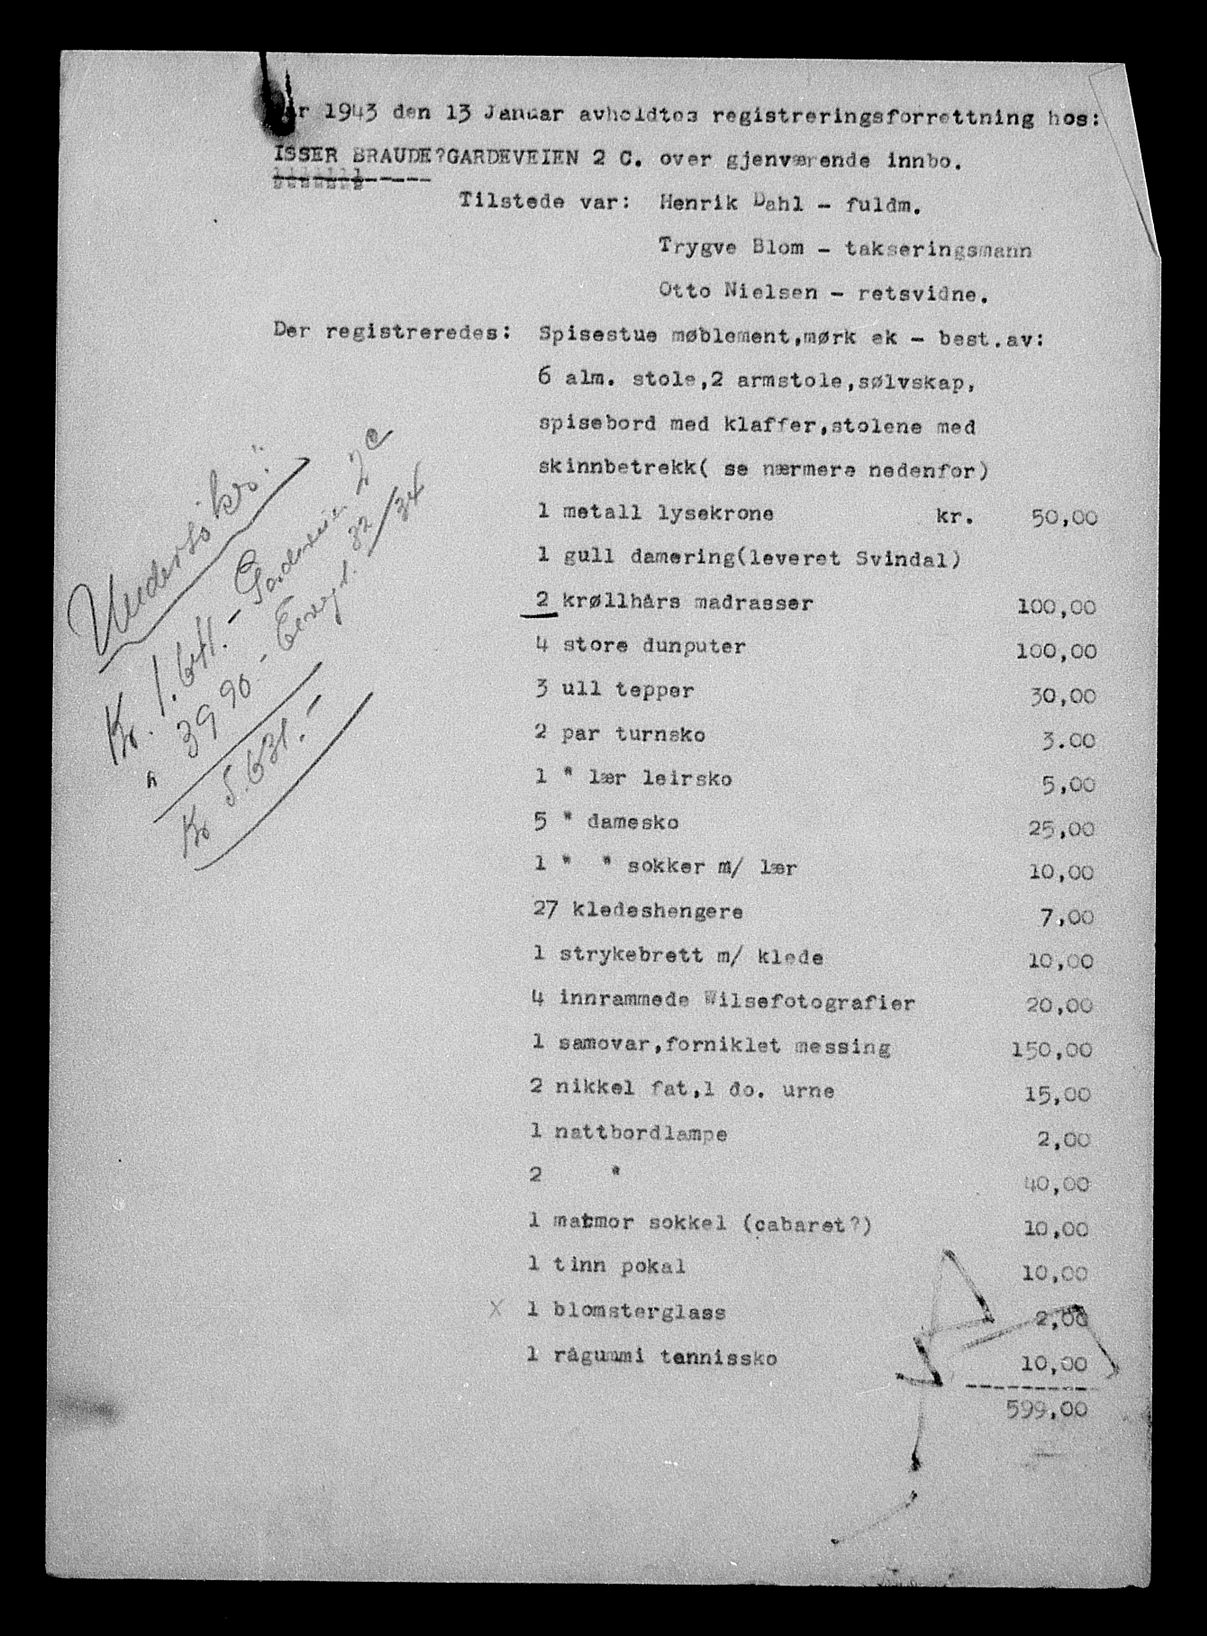 År 1943 den 13 Januar avholdtes registreringsforrettning hos:
ISSER BRAUDE?GARDEVEIEN 2 C. over gjenværende innbo.
Tilstede var: Henrik Dahl - fuldm.
Trygve Blom - takseringsmann
Otto Nielsen - retsvidne.
Der registreredes: Spisestue møblement,mørk ek - best.av:
6 alm. stole,2 armstole,sølvskap,
spisebord med klaffer,stolene med
skinnbetrekk( se nærmere nedenfor)
1 metall lysekrone kr. 50,00
1 gull damering(leveret Svindal)
2 krøllhårs madrasser 100,00
4 store dunputer 100,00
3 ull tepper 30,00
2 par turnsko 3.00
1 " lær leirsko 5,00
5 " damesko 25,00
1 " " sokker m/ lær 10,00
27 kledeshengere 7,00
1 strykebrett m/ klede 10,00
4 innrammede Wilsefotografier 20,00
1 samovar,forniklet messing 150,00
2 nikkel fat,1 do. urne 15,00
1 nattbordlampe 2,00
2 " 40,00
1 marmor sokkel (cabaret?) 10,00
1 tinn pokal 10,00
X 1 blomsterglass 2,00
1 rågummi tennissko 10,00
599,00
Kr. 1.641.- Gardeveien 2c
" 3990.- 32/34
Kr 5.631.-